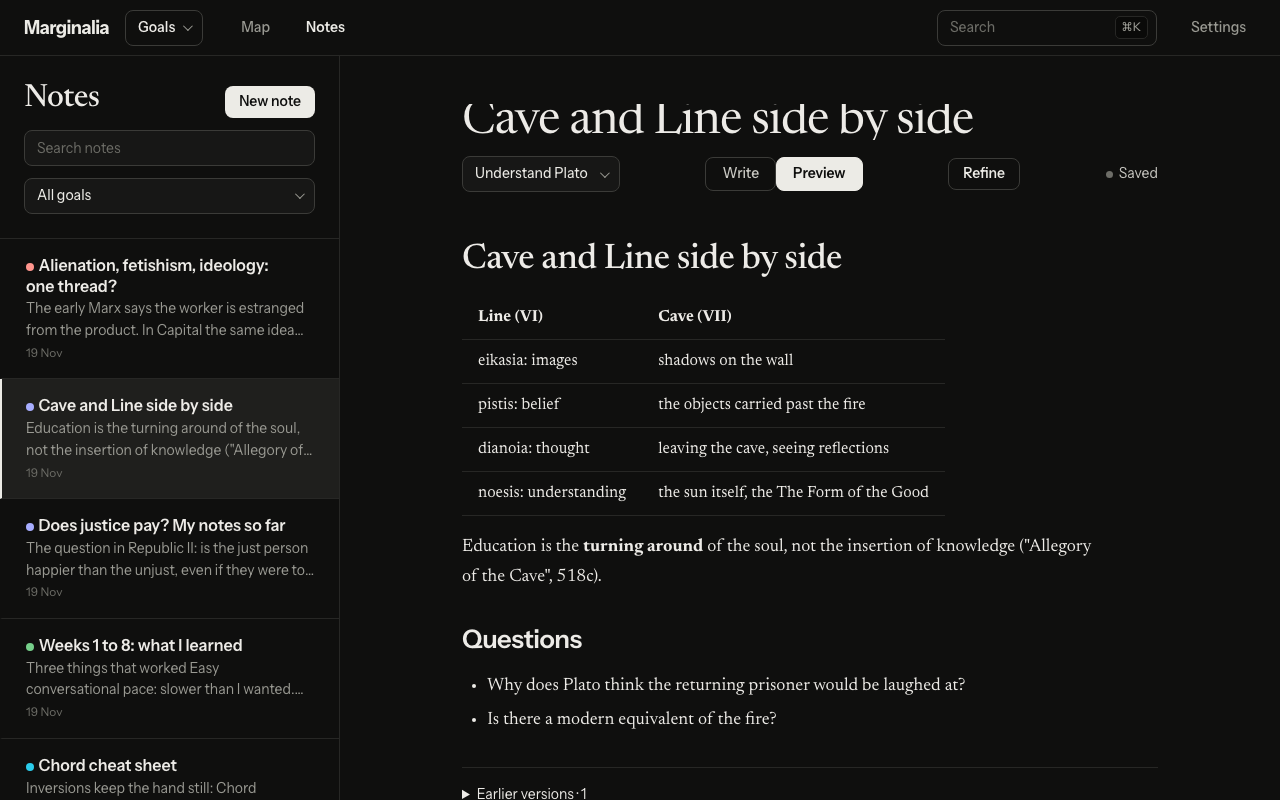 Marginalia
Goals
Map
Notes
Search
⌘K
Settings
Notes
New note
Search notes
All goals
Alienation, fetishism, ideology:
one thread?
The early Marx says the worker is estranged
from the product. In Capital the same idea…
19 Nov
Cave and Line side by side
Education is the turning around of the soul,
not the insertion of knowledge ("Allegory of…
19 Nov
Does justice pay? My notes so far
The question in Republic II: is the just person
happier than the unjust, even if they were to…
19 Nov
Weeks 1 to 8: what I learned
Three things that worked Easy
conversational pace: slower than I wanted.…
19 Nov
Chord cheat sheet
Inversions keep the hand still: Chord
Cave and Line side by side
Understand Plato
Write
Preview
Refine
Saved
Cave and Line side by side
Line (VI) Cave (VII)
eikasia: images shadows on the wall
pistis: belief the objects carried past the fire
dianoia: thought leaving the cave, seeing reflections
noesis: understanding the sun itself, the The Form of the Good
Education is the turning around of the soul, not the insertion of knowledge ("Allegory
of the Cave", 518c).
Questions
• Why does Plato think the returning prisoner would be laughed at?
• Is there a modern equivalent of the fire?
Earlier versions · 1